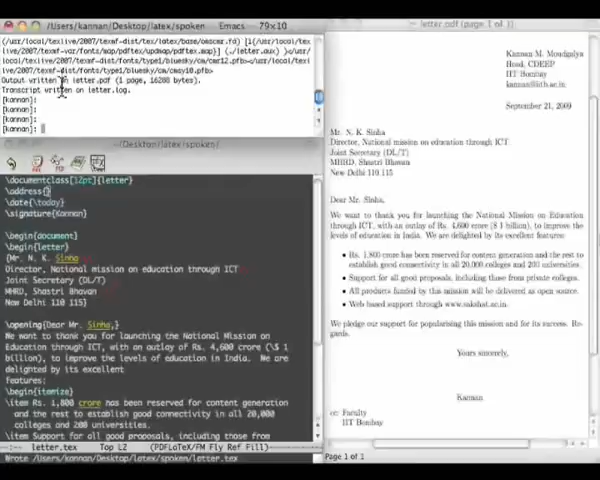 kannan@kannan/Desktop/latex/spoken Emacs 79×10
(/usr/local/texlive/2007/texmf-dist/tex/latex/base/omscmr.fd) [1{/usr/local/tex
live/2007/texmf-var/fonts/map/pdftex/updmap/pdftex.map}] (./letter.aux) </usr/
local/texlive/2007/texmf-dist/fonts/type1/bluesky/cm/cmr12.pfb></usr/local/texl
ive/2007/texmf-dist/fonts/type1/bluesky/cm/cmsy10.pfb>
Output written on letter.pdf (1 page, 16288 bytes).
Transcript written on letter.log.
[kannan]:
[kannan]:
[kannan]:
[kannan]:
~/Desktop/latex/spoken/
\documentclass[12pt]{letter}
\address{}
\date{\today}
\signature{Kannan}
\begin{document}
\begin{letter}
{Mr. N. K. Sinha
Director, National mission on education through ICT
Joint Secretary (DL/T)
MHRD, Shastri Bhavan
New Delhi 110 115}
\opening{Dear Mr. Sinha,}
We want to thank you for launching the National Mission on
Education through ICT, with an outlay of Rs. 4,600 crore (\$ 1
billion), to improve the levels of education in India. We are
delighted by its excellent
features:
\begin{itemize}
\item Rs. 1,800 crore has been reserved for content generation
and the rest to establish good connectivity in all 20,000
colleges and 200 universities.
\item Support for all good proposals, including those from
letter.tex Top L2 (PDFLaTeX/FM Fly Ref Fill)
Wrote /Users/kannan/Desktop/latex/spoken/letter.tex
letter.pdf (page 1 of 1)
Kannan M. Moudgalya
Head, CDEEP
IIT Bombay
kannan@iitb.ac.in
September 21, 2009
Mr. N. K. Sinha
Director, National mission on education through ICT
Joint Secretary (DL/T)
MHRD, Shastri Bhavan
New Delhi 110 115
Dear Mr. Sinha,
We want to thank you for launching the National Mission on Education
through ICT, with an outlay of Rs. 4,600 crore ($ 1 billion), to improve the
levels of education in India. We are delighted by its excellent features:
• Rs. 1,800 crore has been reserved for content generation and the rest to
establish good connectivity in all 20,000 colleges and 200 universities.
• Support for all good proposals, including those from private colleges.
• All products funded by this mission will be delivered as open source.
• Web based support through www.sakshat.ac.in.
We pledge our support for popularising this mission and for its success. Re-
gards.
Yours sincerely,
Kannan
cc: Faculty
IIT Bombay
Page 1 of 1